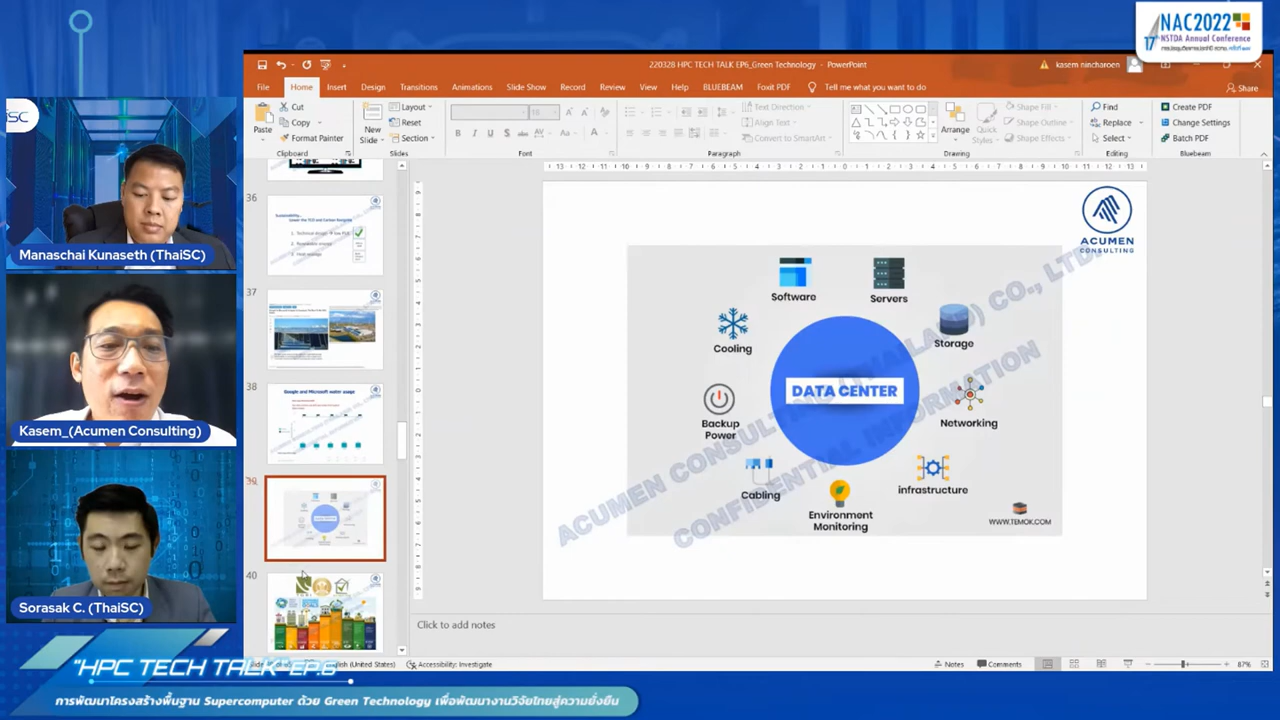 NAC2022
17th NSTDA Annual Conference
220328 HPC TECH TALK EP6_Green Technology - PowerPoint
kasem nincharoen
File Home Insert Design Transitions Animations Slide Show Record Review View Help BLUEBEAM Foxit PDF Tell me what you want to do
Share
Paste
Cut
Copy
Format Painter
Clipboard
New
Slide
Layout
Reset
Section
Slides
18
Font
Text Direction
Align Text
Convert to SmartArt
Paragraph
Arrange
Quick
Styles
Shape Fill
Shape Outline
Shape Effects
Drawing
Find
Replace
Select
Editing
Create PDF
Change Settings
Batch PDF
Bluebeam
Manaschai Kunaseth (ThaiSC)
Kasem_(Acumen Consulting)
Sorasak C. (ThaiSC)
36
37
38
Google and Microsoft water usage
39
40
ACUMEN
CONSULTING
Software
Servers
Cooling
Storage
DATA CENTER
Backup
Power
Networking
Cabling
infrastructure
Environment
Monitoring
WWW.TEMOK.COM
ACUMEN CONSULTING (THAILAND) CO., LTD.
CONFIDENTIAL INFORMATION
Click to add notes
English (United States)
Accessibility: Investigate
Notes
Comments
87%
"HPC TECH TALK" EP.6
การพัฒนาโครงสร้างพื้นฐาน Supercomputer ด้วย Green Technology เพื่อพัฒนางานวิจัยไทยสู่ความยั่งยืน